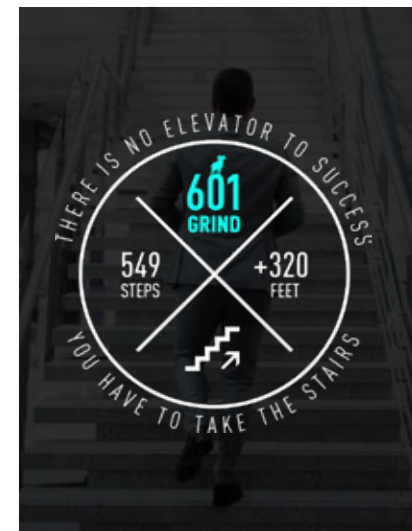 THERE IS NO ELEVATOR TO SUCCESS
601
GRIND
549
STEPS
+320
FEET
YOU HAVE TO TAKE THE STAIRS